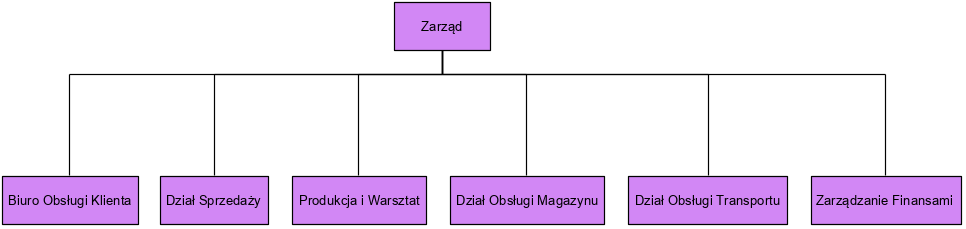 Zarząd
Biuro Obsługi Klienta
Dział Sprzedaży
Produkcja i Warsztat
Dział Obsługi Magazynu
Dział Obsługi Transportu
Zarządzanie Finansami